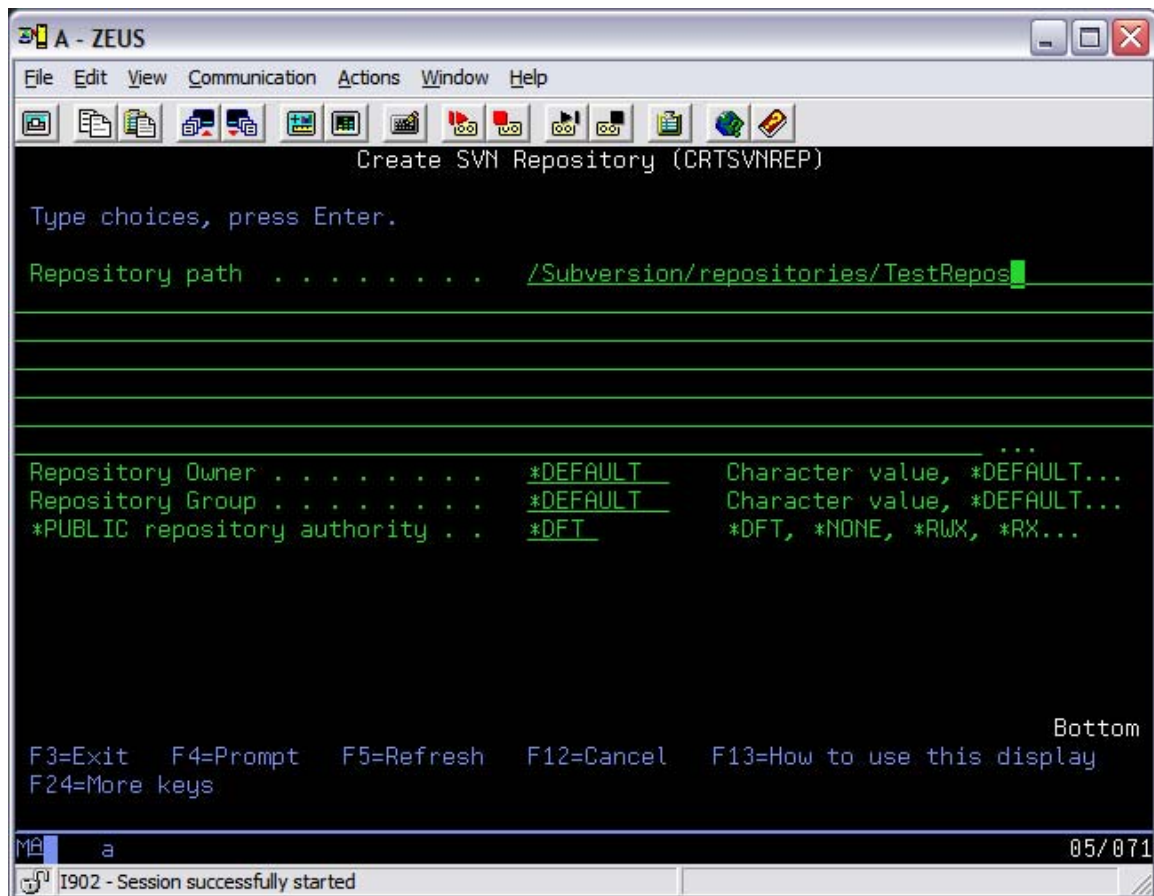 A - ZEUS
File Edit View Communication Actions Window Help
Create SVN Repository (CRTSVNREP)
Type choices, press Enter.
Repository path . . . . . . . . . /Subversion/repositories/TestRepos
...
Repository Owner . . . . . . . . . *DEFAULT Character value, *DEFAULT...
Repository Group . . . . . . . . . *DEFAULT Character value, *DEFAULT...
*PUBLIC repository authority . . *DFT *DFT, *NONE, *RWX, *RX...
Bottom
F3=Exit F4=Prompt F5=Refresh F12=Cancel F13=How to use this display
F24=More keys
MA a 05/071
I902 - Session successfully started